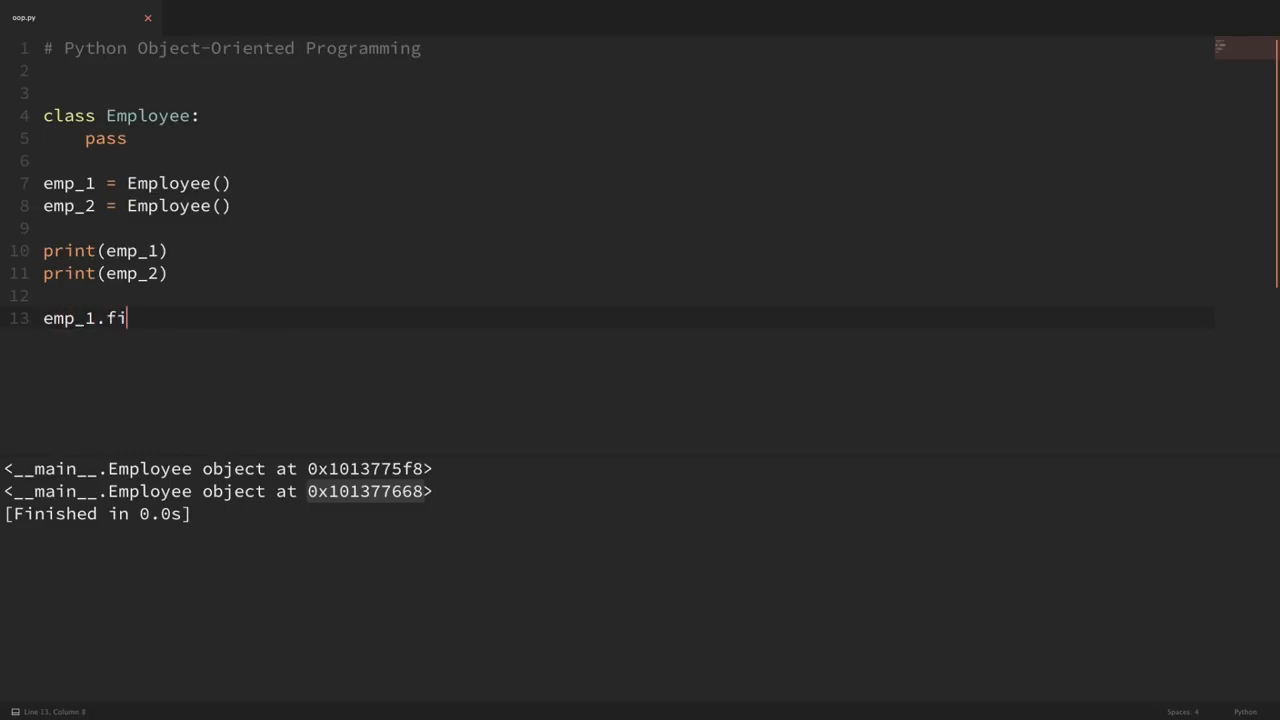 oop.py
1 # Python Object-Oriented Programming
2
3
4 class Employee:
5     pass
6
7 emp_1 = Employee()
8 emp_2 = Employee()
9
10 print(emp_1)
11 print(emp_2)
12
13 emp_1.fi
<__main__.Employee object at 0x1013775f8>
<__main__.Employee object at 0x101377668>
[Finished in 0.0s]
Line 13, Column 8 Spaces: 4 Python